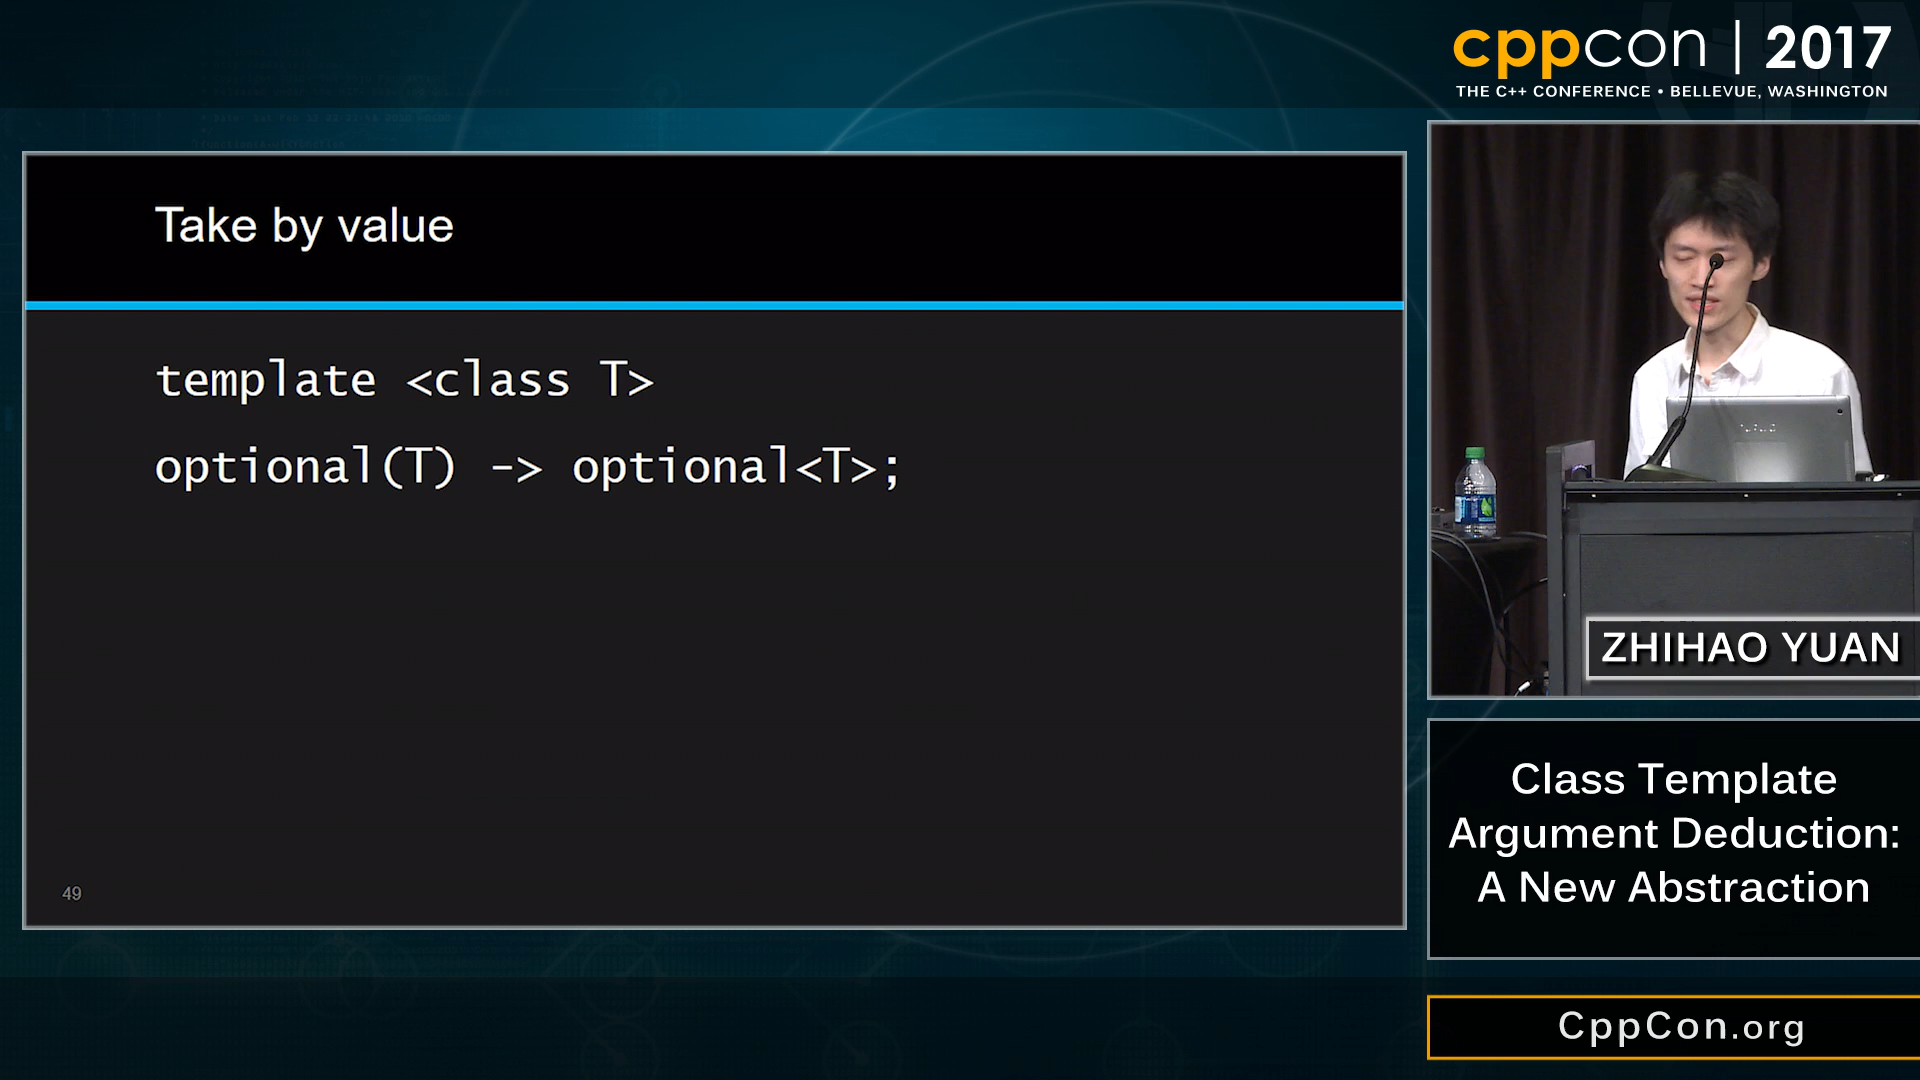 cppcon | 2017
THE C++ CONFERENCE • BELLEVUE, WASHINGTON
Take by value
template <class T>
optional(T) -> optional<T>;
49
ZHIHAO YUAN
Class Template
Argument Deduction:
A New Abstraction
CppCon.org